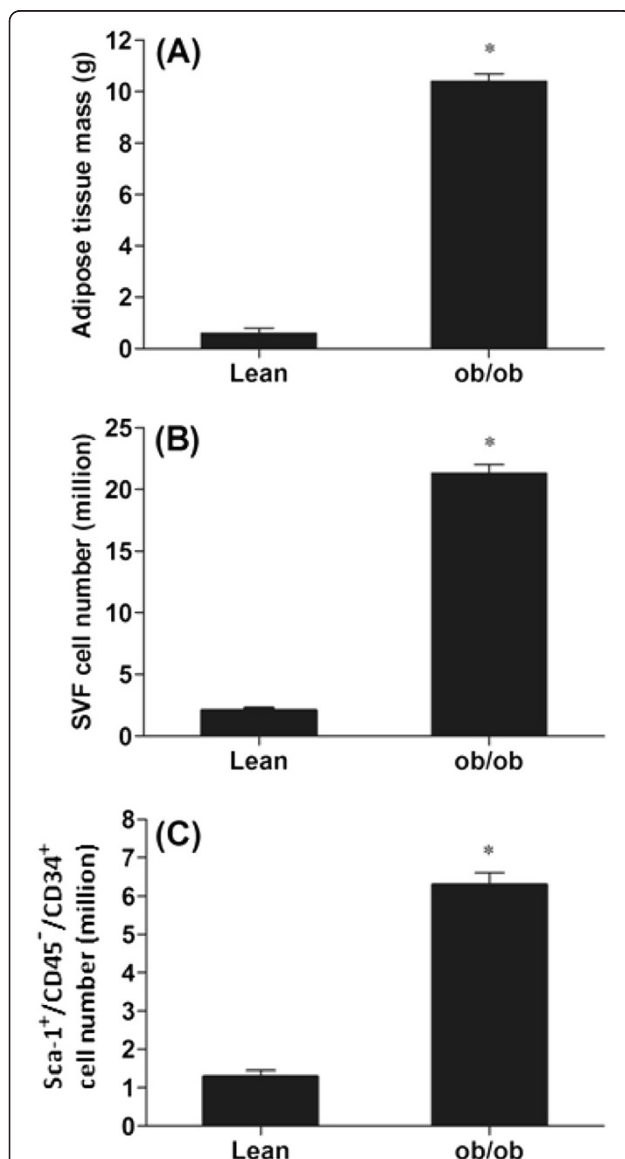 (A)
Adipose tissue mass (g)
12
10
8
6
4
2
0
*
Lean ob/ob
(B)
SVF cell number (million)
25
20
15
10
5
0
*
Lean ob/ob
(C)
Sca-1⁺/CD45⁻/CD34⁺
cell number (million)
8
7
6
5
4
3
2
1
0
*
Lean ob/ob